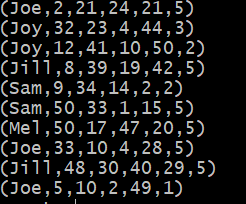 (Joe,2,21,24,21,5)
(Joy,32,23,4,44,3)
(Joy,12,41,10,50,2)
(Jill,8,39,19,42,5)
(Sam,9,34,14,2,2)
(Sam,50,33,1,15,5)
(Mel,50,17,47,20,5)
(Joe,33,10,4,28,5)
(Jill,48,30,40,29,5)
(Joe,5,10,2,49,1)